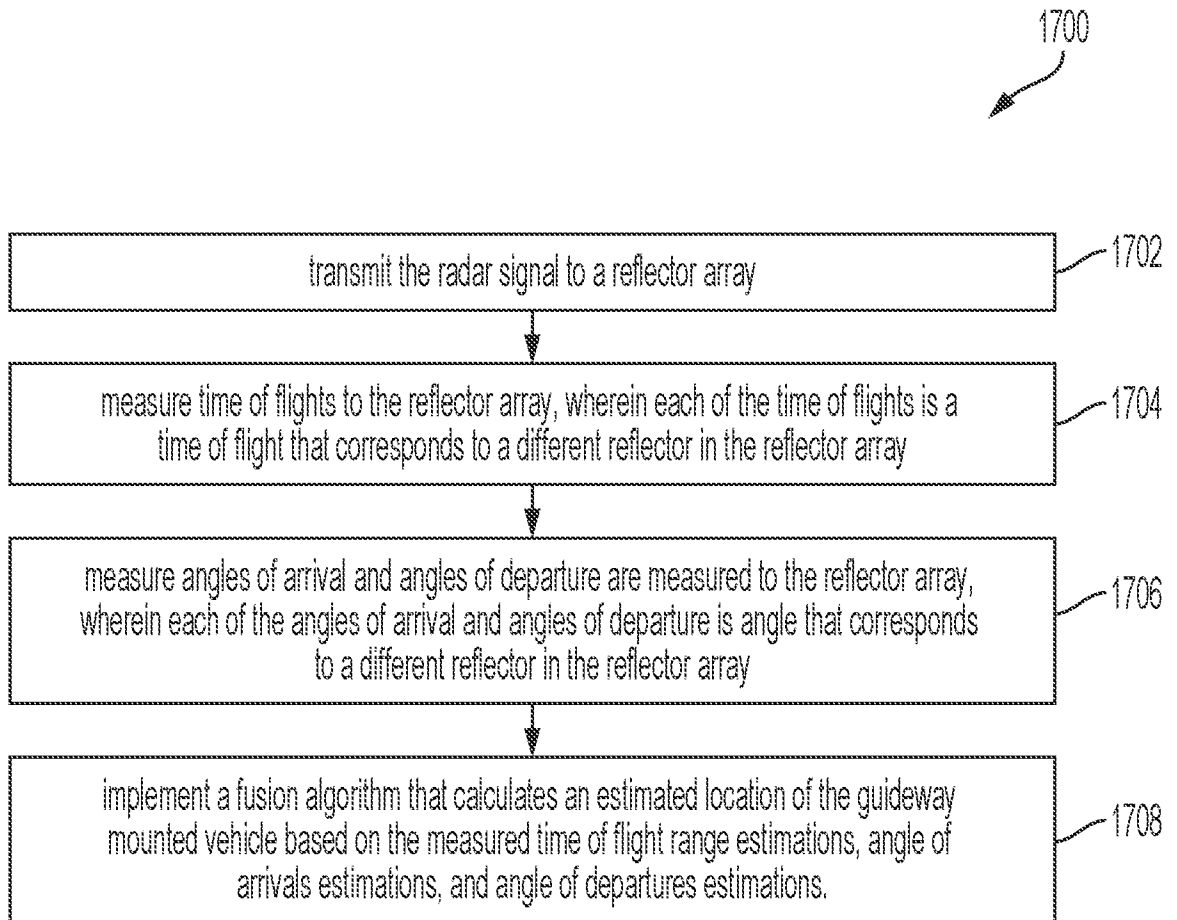 1700
transmit the radar signal to a reflector array
1702
measure time of flights to the reflector array, wherein each of the time of flights is a
time of flight that corresponds to a different reflector in the reflector array
1704
measure angles of arrival and angles of departure are measured to the reflector array,
wherein each of the angles of arrival and angles of departure is angle that corresponds
to a different reflector in the reflector array
1706
implement a fusion algorithm that calculates an estimated location of the guideway
mounted vehicle based on the measured time of flight range estimations, angle of
arrivals estimations, and angle of departures estimations.
1708